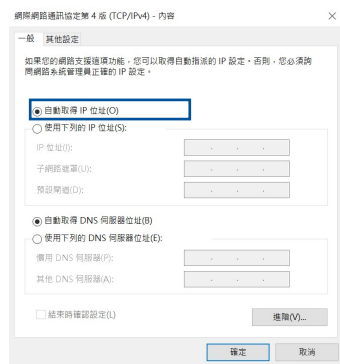 網際網路通訊協定第 4 版 (TCP/IPv4) - 內容
一般 其他設定
如果您的網路支援這項功能，您可以取得自動指派的 IP 設定。否則，您必須詢
問網路系統管理員正確的 IP 設定。
自動取得 IP 位址(O)
使用下列的 IP 位址(S):
IP 位址(I):
子網路遮罩(U):
預設閘道(D):
自動取得 DNS 伺服器位址(B)
使用下列的 DNS 伺服器位址(E):
慣用 DNS 伺服器(P):
其他 DNS 伺服器(A):
結束時確認設定(L)
進階(V)...
確定 取消